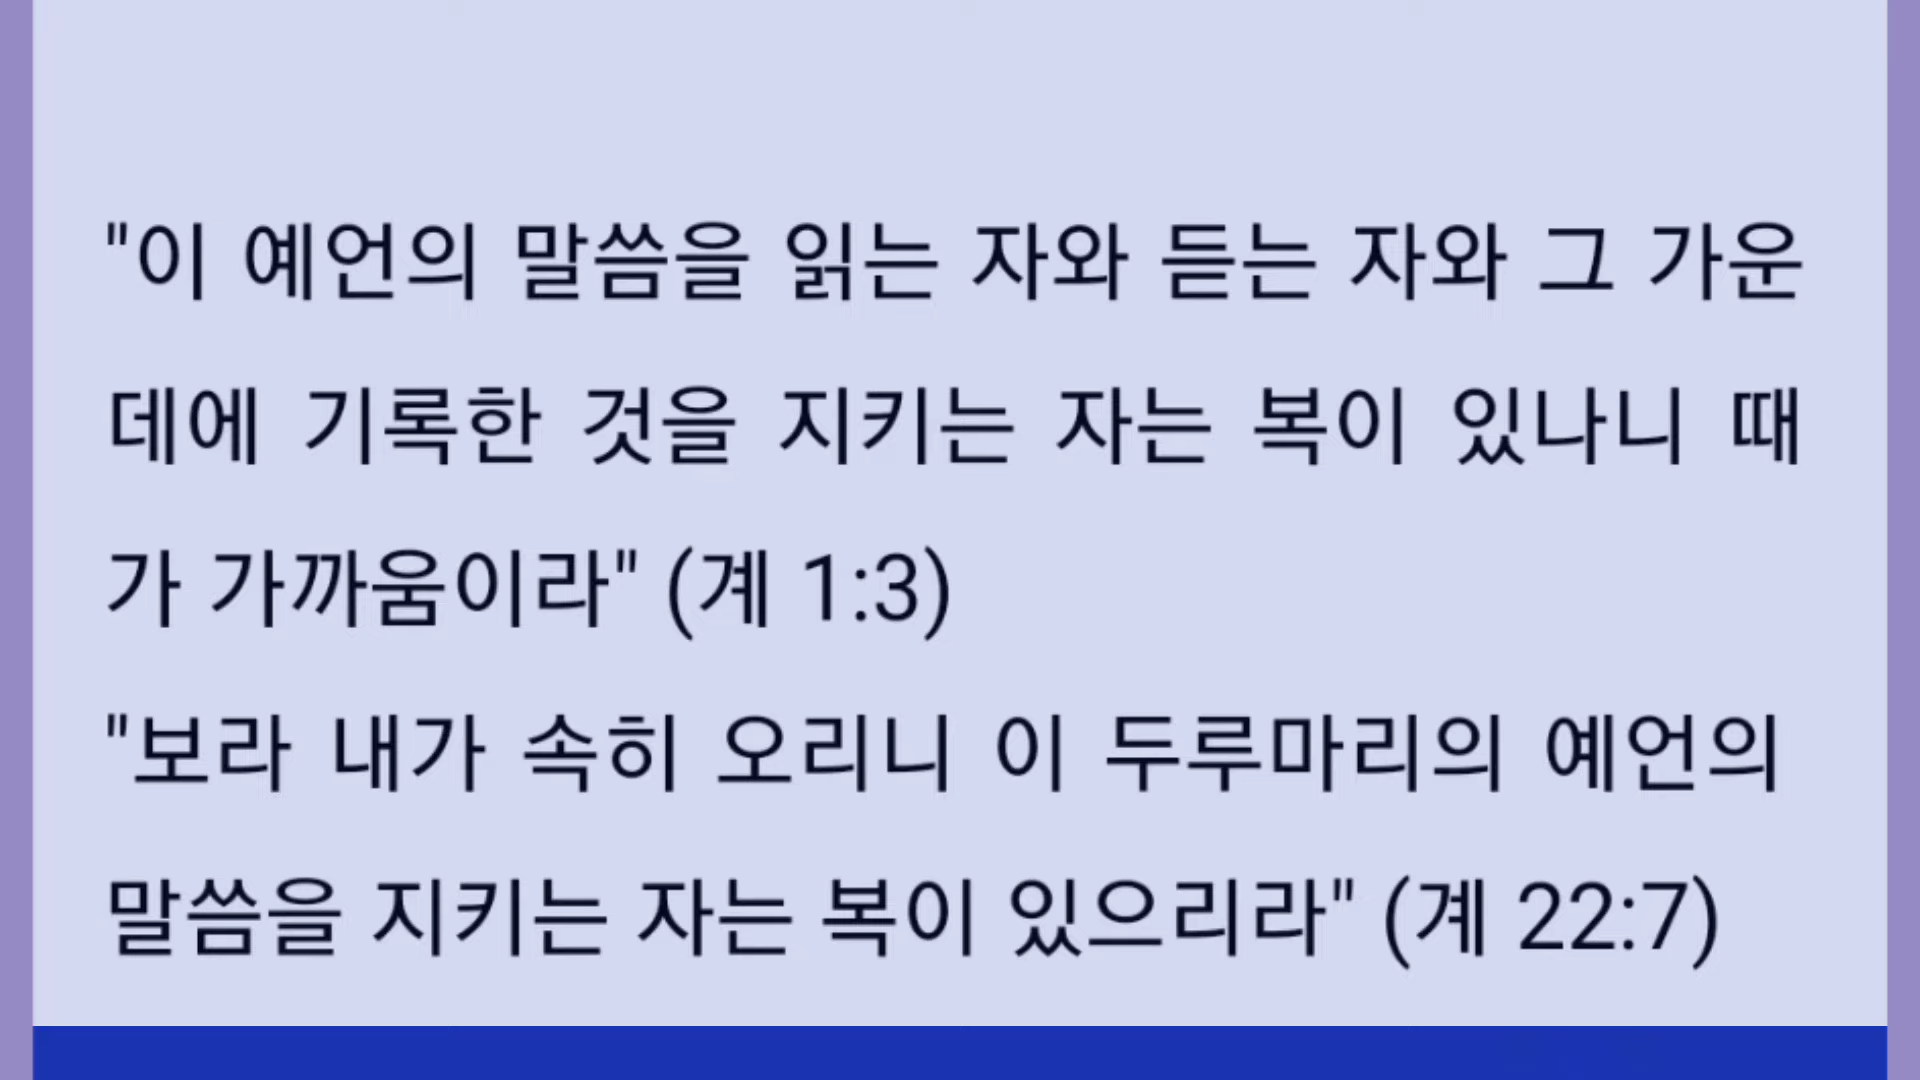 "이 예언의 말씀을 읽는 자와 듣는 자와 그 가운
데에 기록한 것을 지키는 자는 복이 있나니 때
가 가까움이라" (계 1:3)
"보라 내가 속히 오리니 이 두루마리의 예언의
말씀을 지키는 자는 복이 있으리라" (계 22:7)